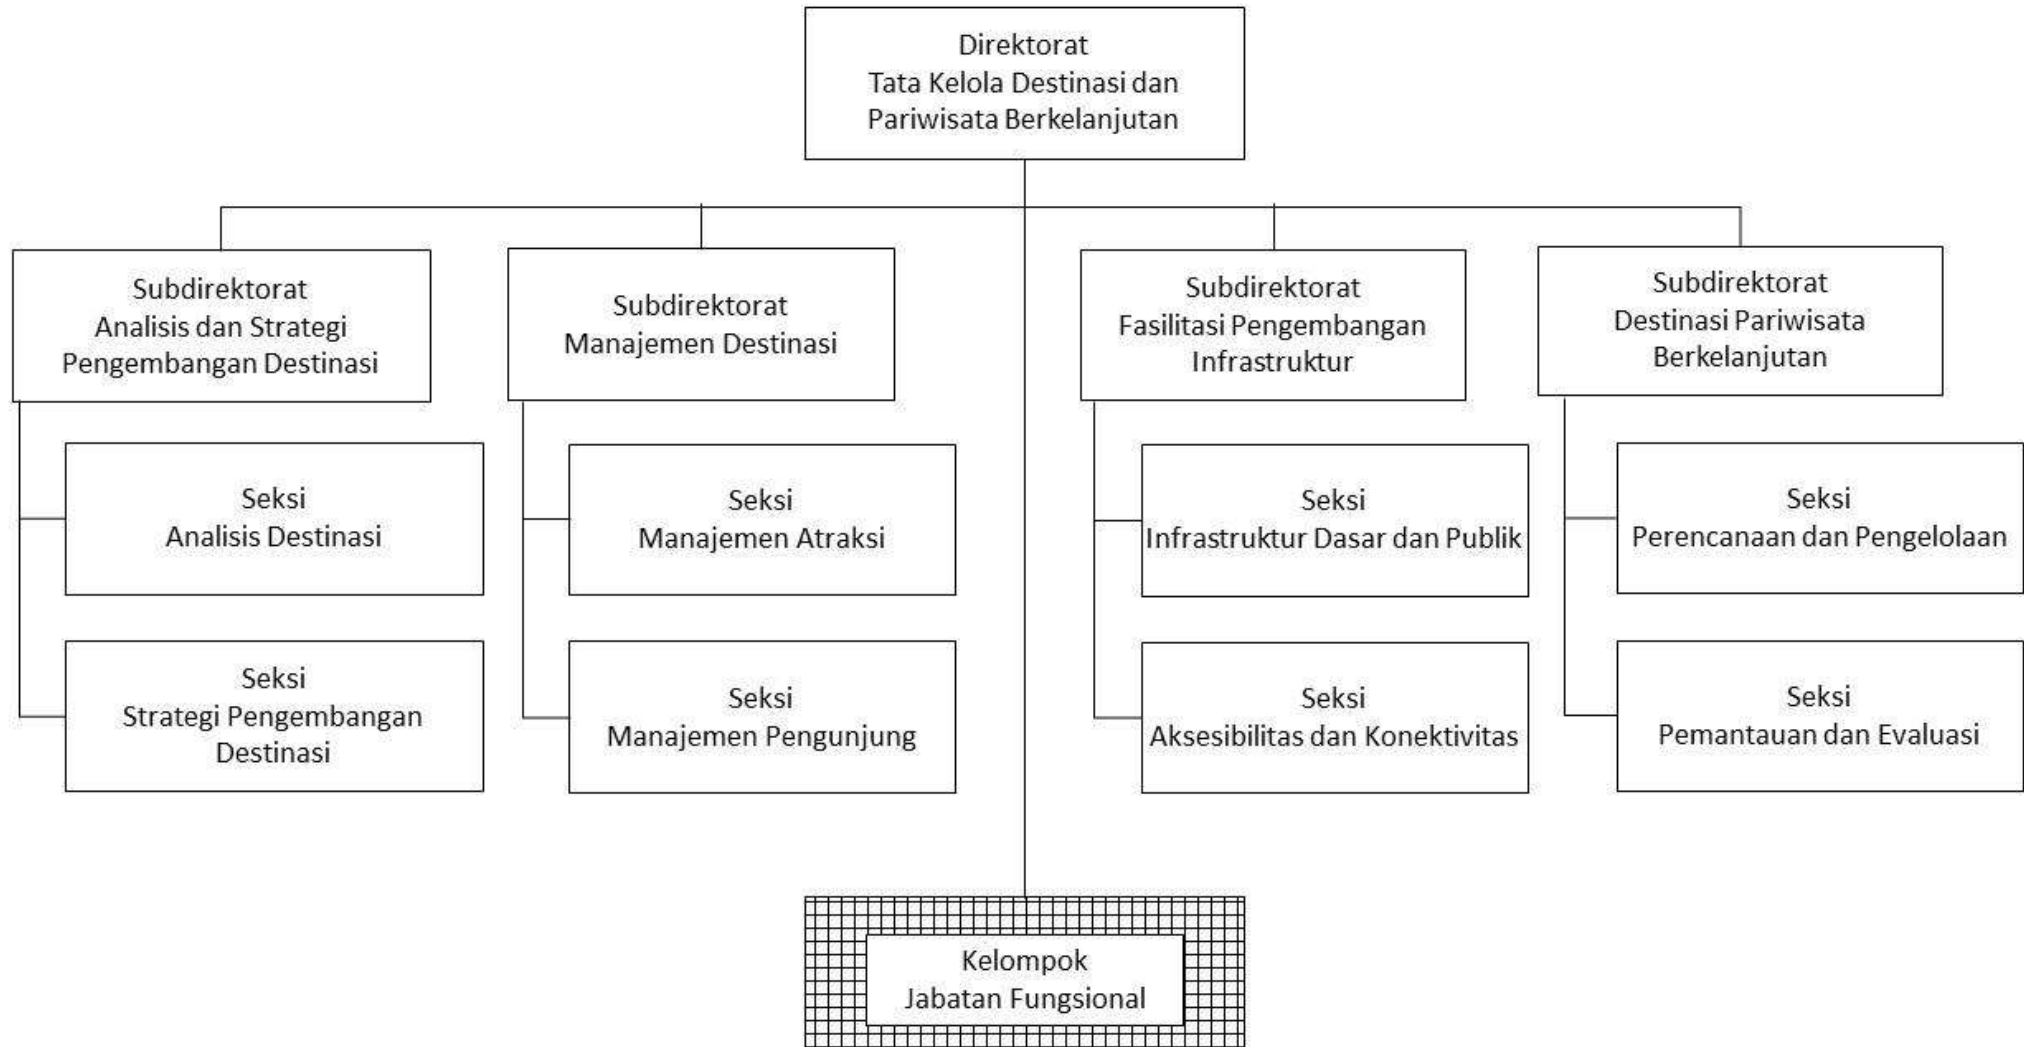 Direktorat
Tata Kelola Destinasi dan
Pariwisata Berkelanjutan
Subdirektorat
Analisis dan Strategi
Pengembangan Destinasi
Subdirektorat
Manajemen Destinasi
Subdirektorat
Fasilitasi Pengembangan
Infrastruktur
Subdirektorat
Destinasi Pariwisata
Berkelanjutan
Seksi
Analisis Destinasi
Seksi
Manajemen Atraksi
Seksi
Infrastruktur Dasar dan Publik
Seksi
Perencanaan dan Pengelolaan
Seksi
Strategi Pengembangan
Destinasi
Seksi
Manajemen Pengunjung
Seksi
Aksesibilitas dan Konektivitas
Seksi
Pemantauan dan Evaluasi
Kelompok
Jabatan Fungsional